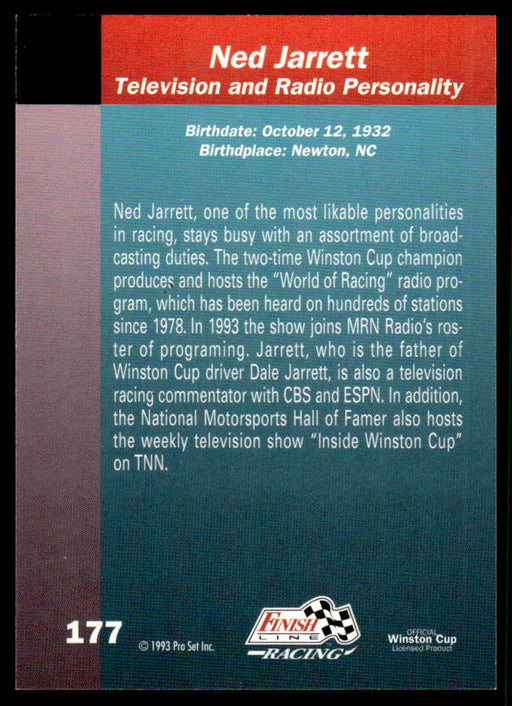 Ned Jarrett
Television and Radio Personality
Birthdate: October 12, 1932
Birthdplace: Newton, NC
Ned Jarrett, one of the most likable personalities
in racing, stays busy with an assortment of broad-
casting duties. The two-time Winston Cup champion
produces and hosts the "World of Racing" radio pro-
gram, which has been heard on hundreds of stations
since 1978. In 1993 the show joins MRN Radio's ros-
ter of programing. Jarrett, who is the father of
Winston Cup driver Dale Jarrett, is also a television
racing commentator with CBS and ESPN. In addition,
the National Motorsports Hall of Famer also hosts
the weekly television show "Inside Winston Cup"
on TNN.
177
© 1993 Pro Set Inc.
FINISH
LINE
RACING
OFFICIAL
Winston Cup
Licensed Product